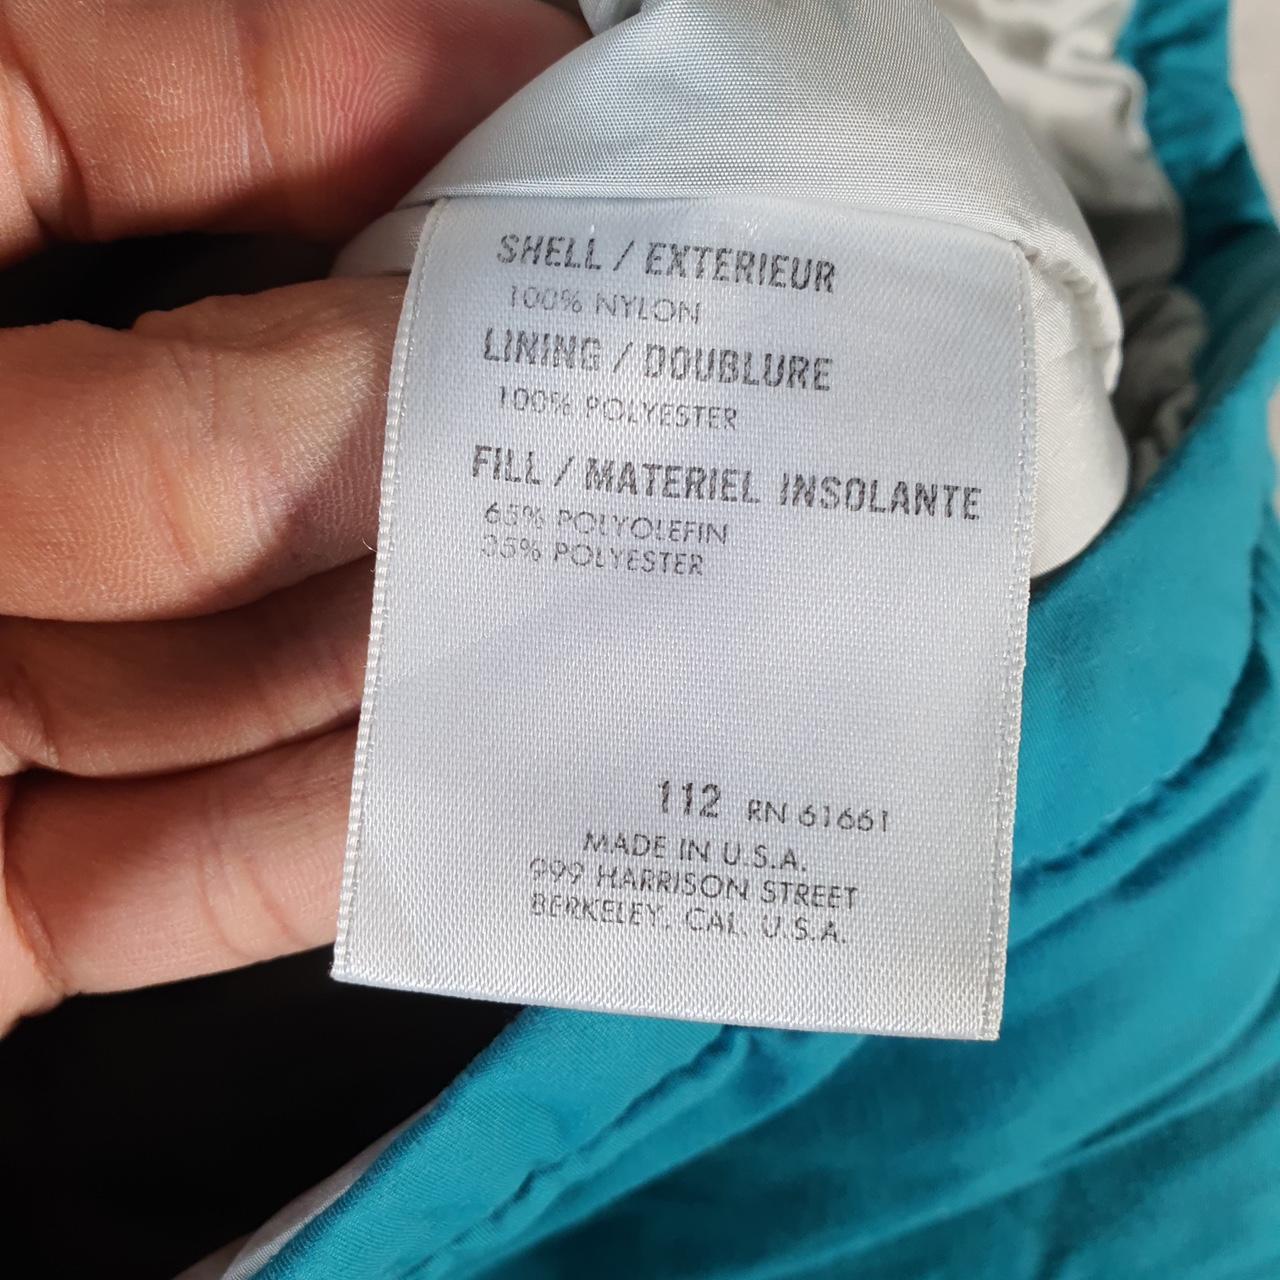 SHELL / EXTERIEUR
100% NYLON
LINING / DOUBLURE
100% POLYESTER
FILL / MATERIEL INSOLANTE
65% POLYOLEFIN
35% POLYESTER
112 RN 61661
MADE IN U.S.A.
999 HARRISON STREET
BERKELEY, CAL. U.S.A.